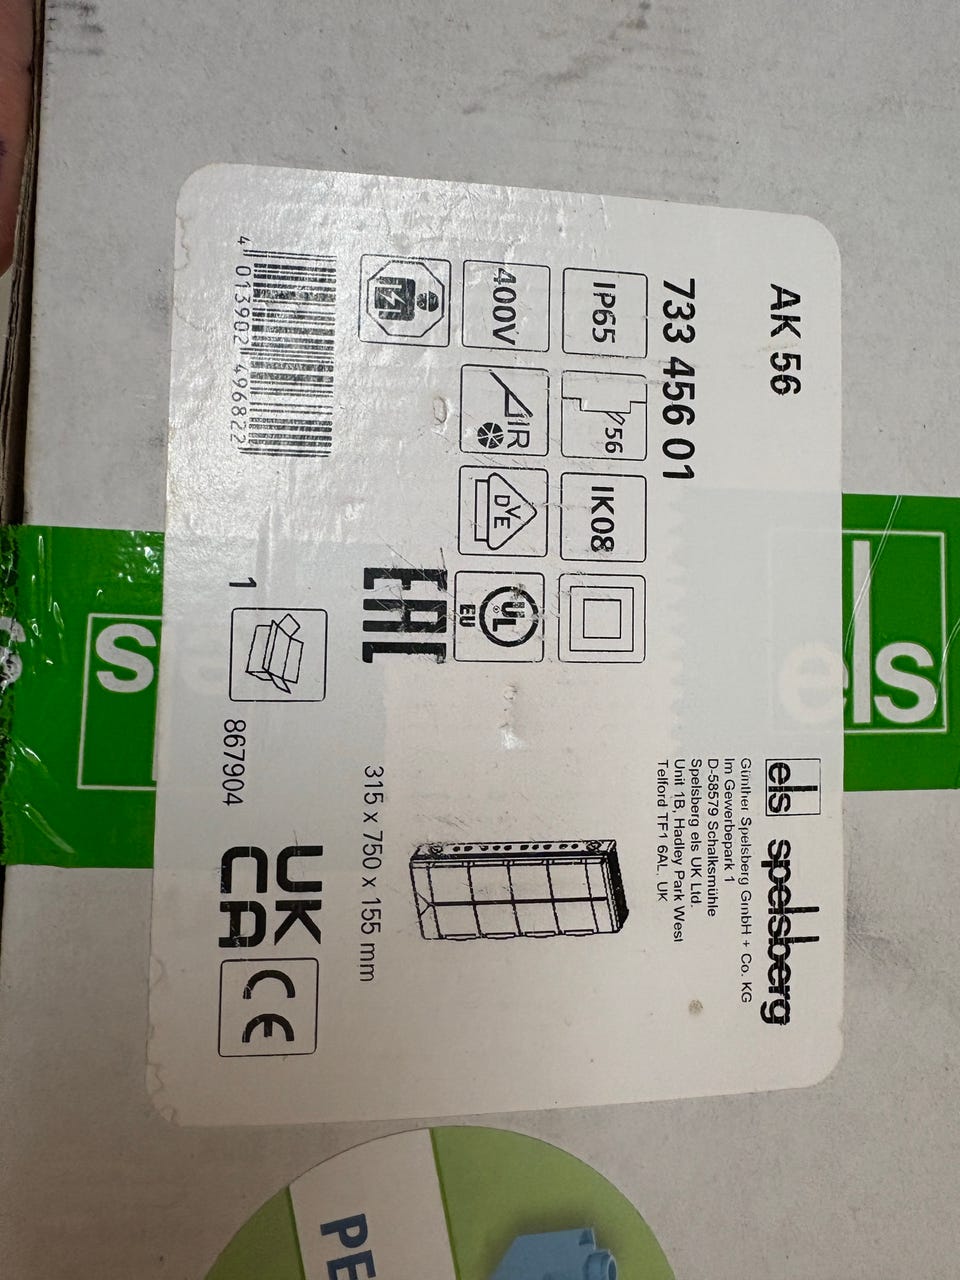 AK 56
els spelsberg
733 456 01
Günther Spelsberg GmbH + Co. KG
Im Gewerbepark 1
D-58579 Schalksmühle
Spelsberg els UK Ltd.
Unit 1B, Hadley Park West
Telford TF1 6AL, UK
IP65
56
IK08
400V
IR
DVE
UL
®
EU
EAC
315 x 750 x 155 mm
4 013902 496822
1
867904
UK
CA
CE
els
s
PE